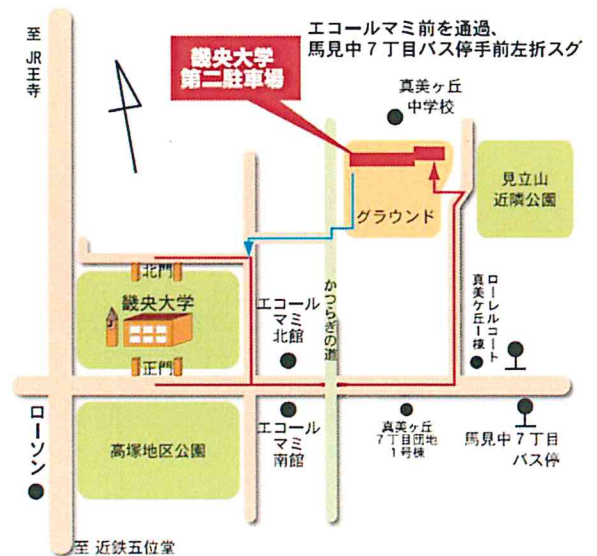 エコールマミ前を通過、
馬見中7丁目バス停手前左折スグ
畿央大学
第二駐車場
至 JR王寺
真美ヶ丘
中学校
グラウンド
見立山
近隣公園
北門
畿央大学
正門
エコール
マミ
北館
かつらぎの道
ローレルコート
真美ケ丘1棟
ローソン
高塚地区公園
エコール
マミ
南館
真美ヶ丘
7丁目団地
1号棟
馬見中7丁目
バス停
至 近鉄五位堂